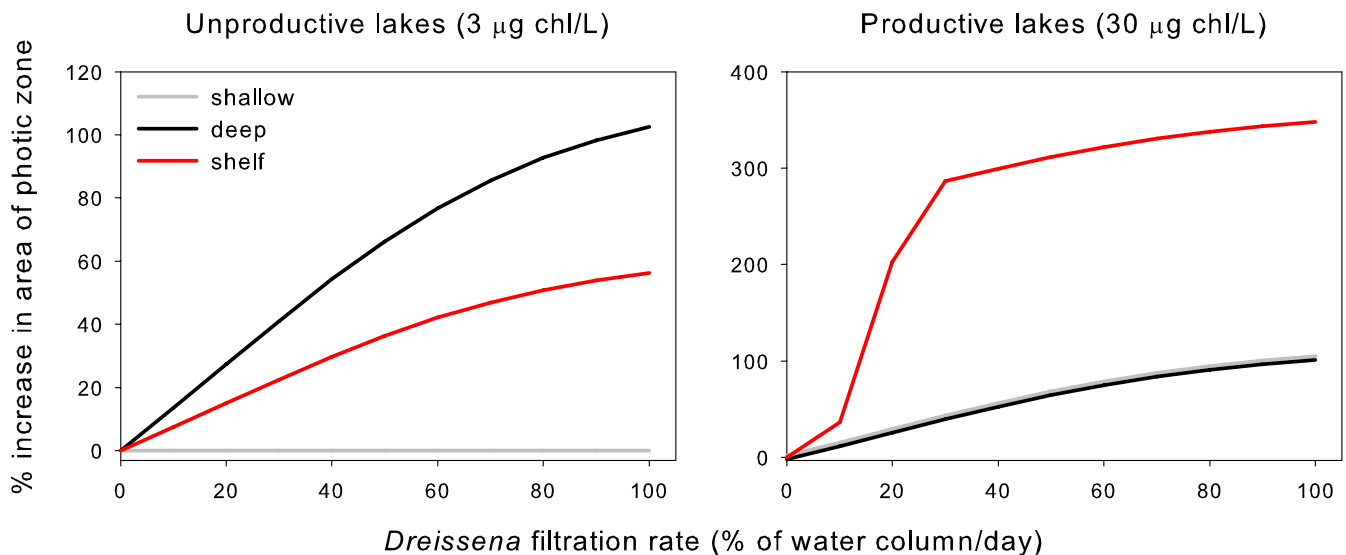 Unproductive lakes (3 μg chl/L)
Productive lakes (30 μg chl/L)
% increase in area of photic zone
120
100
80
60
40
20
0
shallow
deep
shelf
0 20 40 60 80 100
400
300
200
100
0
0 20 40 60 80 100
Dreissena filtration rate (% of water column/day)